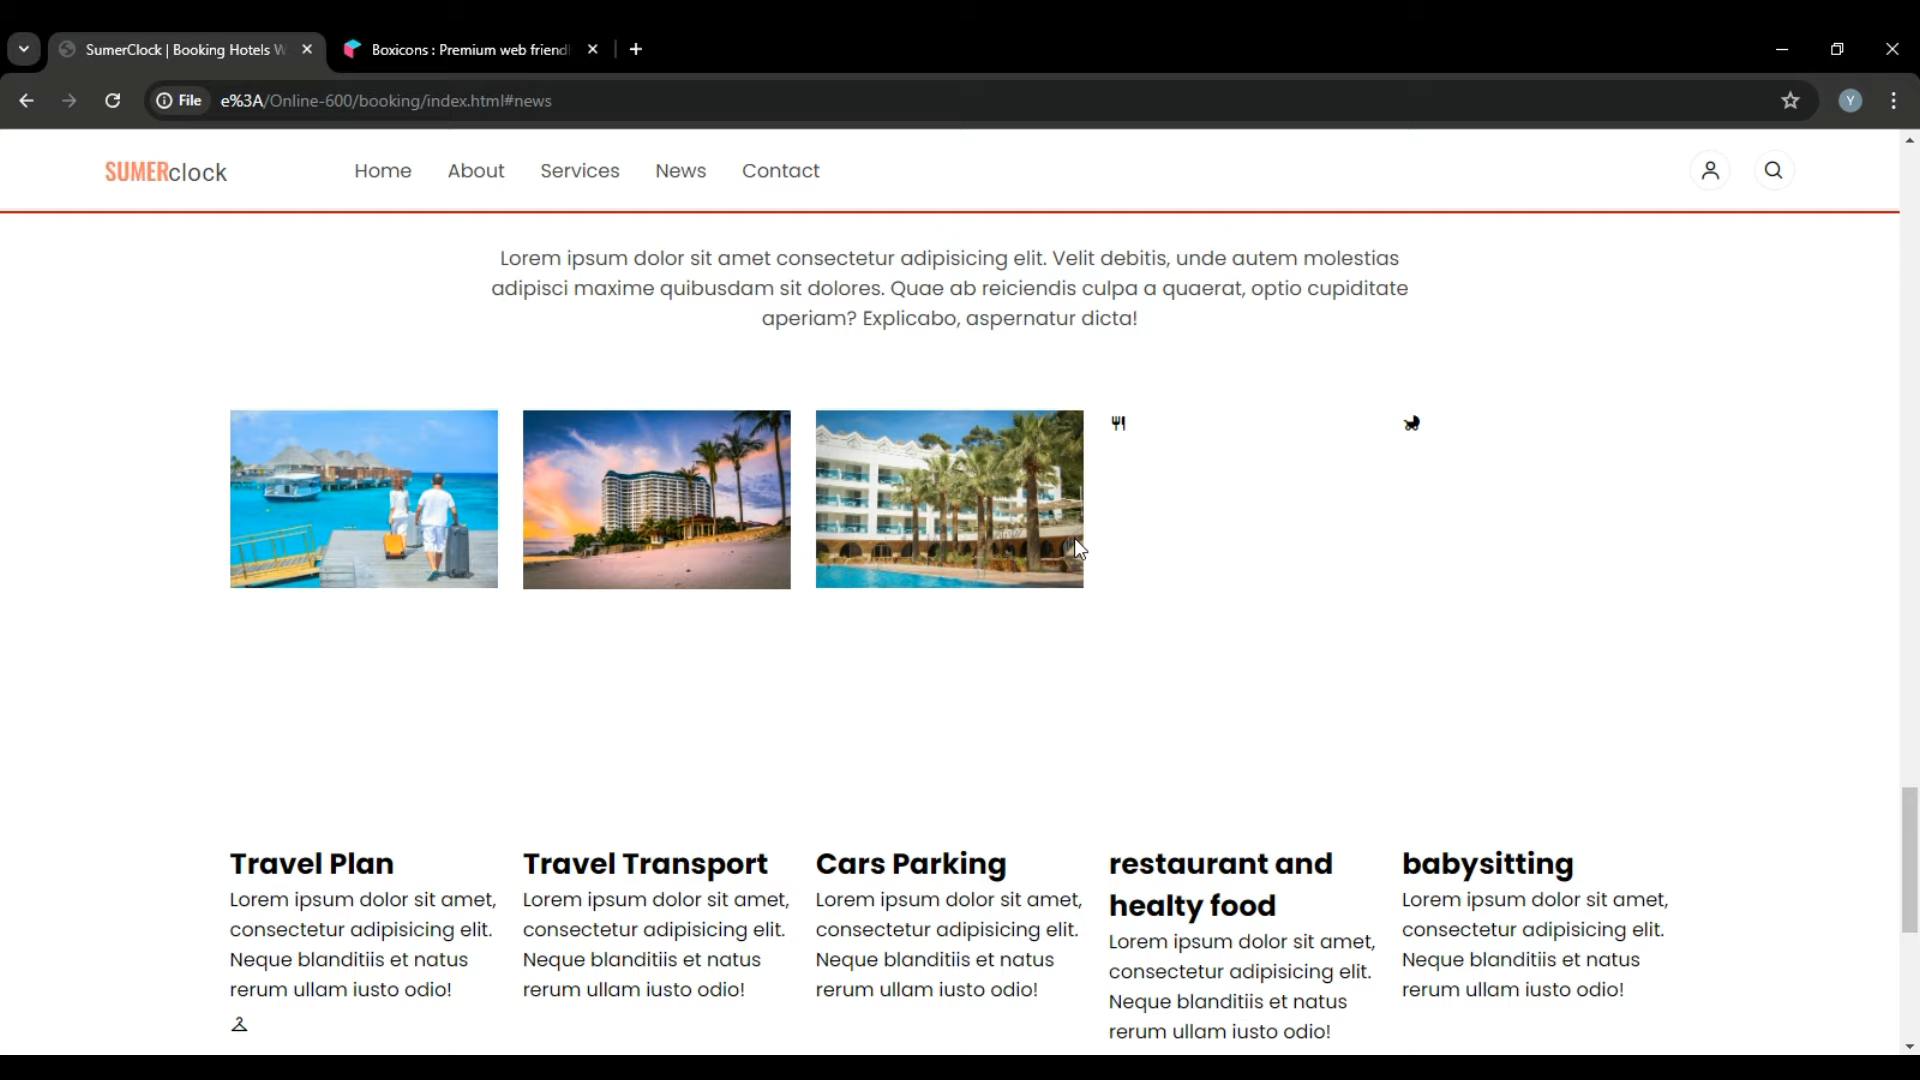 SumerClock | Booking Hotels W
Boxicons : Premium web friend
File
e%3A/Online-600/booking/index.html#news
SUMERclock
Home
About
Services
News
Contact
Lorem ipsum dolor sit amet consectetur adipisicing elit. Velit debitis, unde autem molestias
adipisci maxime quibusdam sit dolores. Quae ab reiciendis culpa a quaerat, optio cupiditate
aperiam? Explicabo, aspernatur dicta!
Travel Plan
Lorem ipsum dolor sit amet,
consectetur adipisicing elit.
Neque blanditiis et natus
rerum ullam iusto odio!
Travel Transport
Lorem ipsum dolor sit amet,
consectetur adipisicing elit.
Neque blanditiis et natus
rerum ullam iusto odio!
Cars Parking
Lorem ipsum dolor sit amet,
consectetur adipisicing elit.
Neque blanditiis et natus
rerum ullam iusto odio!
restaurant and
healty food
Lorem ipsum dolor sit amet,
consectetur adipisicing elit.
Neque blanditiis et natus
rerum ullam iusto odio!
babysitting
Lorem ipsum dolor sit amet,
consectetur adipisicing elit.
Neque blanditiis et natus
rerum ullam iusto odio!
Y